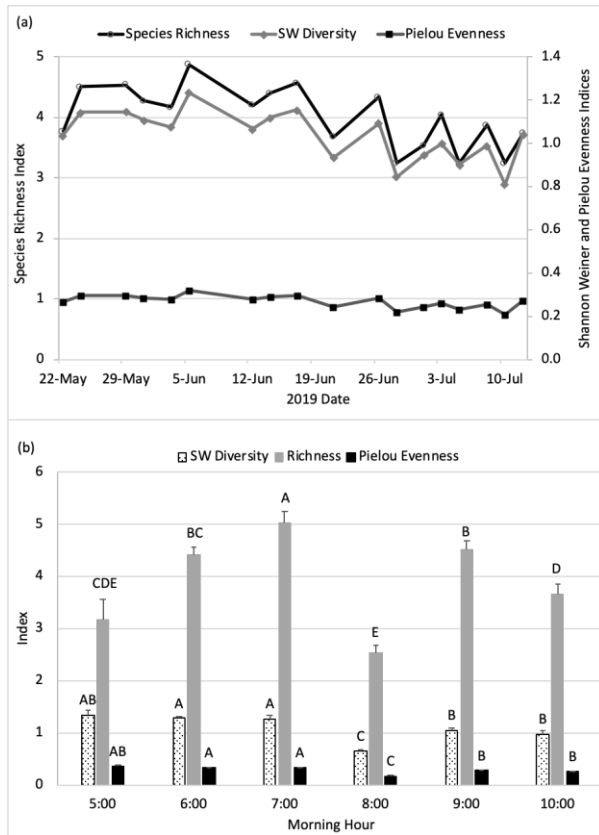 (a)
Species Richness SW Diversity Pielou Evenness
5
4
3
2
1
0
Species Richness Index
1.4
1.2
1.0
0.8
0.6
0.4
0.2
0.0
Shannon Weiner and Pielou Evenness Indices
22-May 29-May 5-Jun 12-Jun 19-Jun 26-Jun 3-Jul 10-Jul
2019 Date
(b)
SW Diversity Richness Pielou Evenness
6
5
4
3
2
1
0
Index
AB CDE AB
A BC A
A A A
C E C
B B B
B D B
5:00 6:00 7:00 8:00 9:00 10:00
Morning Hour